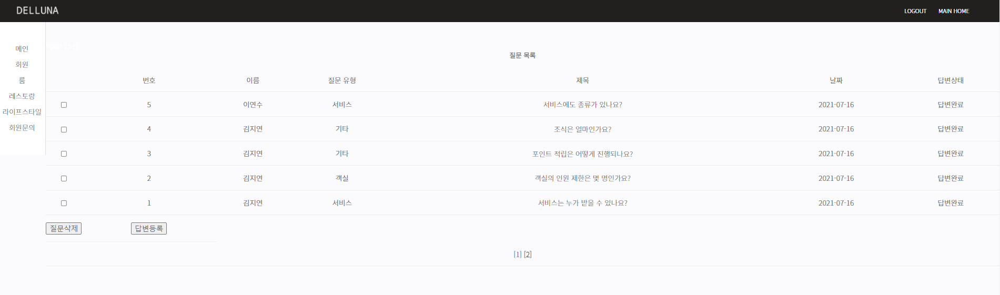 DELLUNA
LOGOUT MAIN HOME
메인
회원
룸
레스토랑
라이프스타일
회원문의
질문 목록
번호 이름 질문 유형 제목 날짜 답변상태
5 이연수 서비스 서비스에도 종류가 있나요? 2021-07-16 답변완료
4 김지연 기타 조식은 얼마인가요? 2021-07-16 답변완료
3 김지연 기타 포인트 적립은 어떻게 진행되나요? 2021-07-16 답변완료
2 김지연 객실 객실의 인원 제한은 몇 명인가요? 2021-07-16 답변완료
1 김지연 서비스 서비스는 누가 받을 수 있나요? 2021-07-16 답변완료
질문삭제 답변등록
[1] [2]